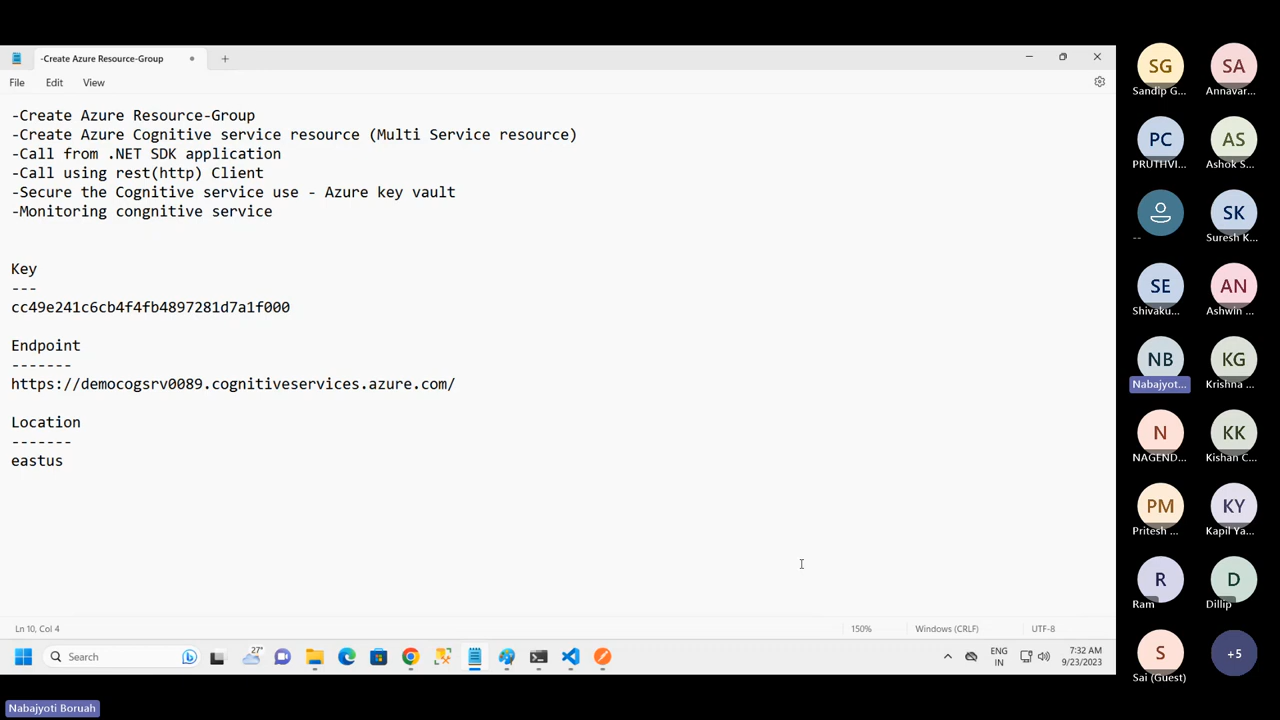 -Create Azure Resource-Group
File Edit View
-Create Azure Resource-Group
-Create Azure Cognitive service resource (Multi Service resource)
-Call from .NET SDK application
-Call using rest(http) Client
-Secure the Cognitive service use - Azure key vault
-Monitoring congnitive service
Key
---
cc49e241c6cb4f4fb4897281d7a1f000
Endpoint
-------
https://democogsrv0089.cognitiveservices.azure.com/
Location
-------
eastus
Ln 10, Col 4
150%
Windows (CRLF)
UTF-8
Search
27°
ENG
IN
7:32 AM
9/23/2023
SG
Sandip G...
SA
Annavar...
PC
PRUTHVI...
AS
Ashok S...
--
SK
Suresh K...
SE
Shivaku...
AN
Ashwin ...
NB
Nabajyot...
KG
Krishna ...
N
NAGEND...
KK
Kishan C...
PM
Pritesh ...
KY
Kapil Ya...
R
Ram
D
Dillip
S
Sai (Guest)
+5
Nabajyoti Boruah